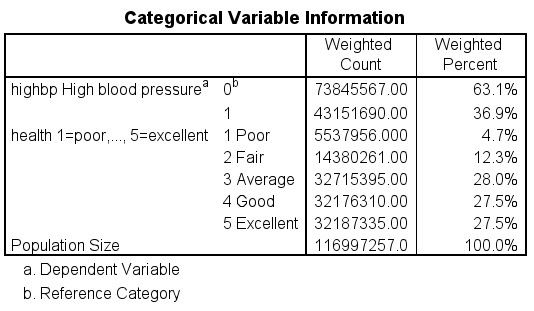 Categorical Variable Information
Weighted Count Weighted Percent
highbp High blood pressureᵃ 0ᵇ 73845567.00 63.1%
1 43151690.00 36.9%
health 1=poor,..., 5=excellent 1 Poor 5537956.000 4.7%
2 Fair 14380261.00 12.3%
3 Average 32715395.00 28.0%
4 Good 32176310.00 27.5%
5 Excellent 32187335.00 27.5%
Population Size 116997257.0 100.0%
a. Dependent Variable
b. Reference Category